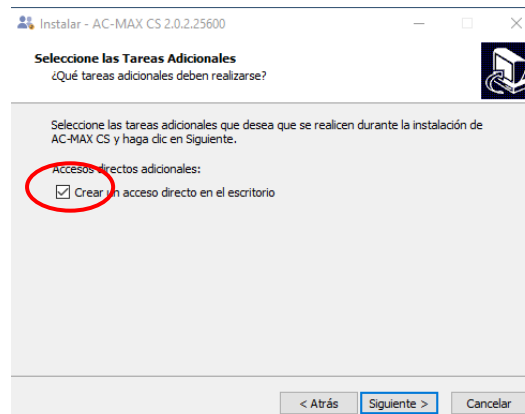 Instalar - AC-MAX CS 2.0.2.25600
Seleccione las Tareas Adicionales
¿Qué tareas adicionales deben realizarse?
Seleccione las tareas adicionales que desea que se realicen durante la instalación de
AC-MAX CS y haga clic en Siguiente.
Accesos directos adicionales:
Crear un acceso directo en el escritorio
< Atrás Siguiente > Cancelar